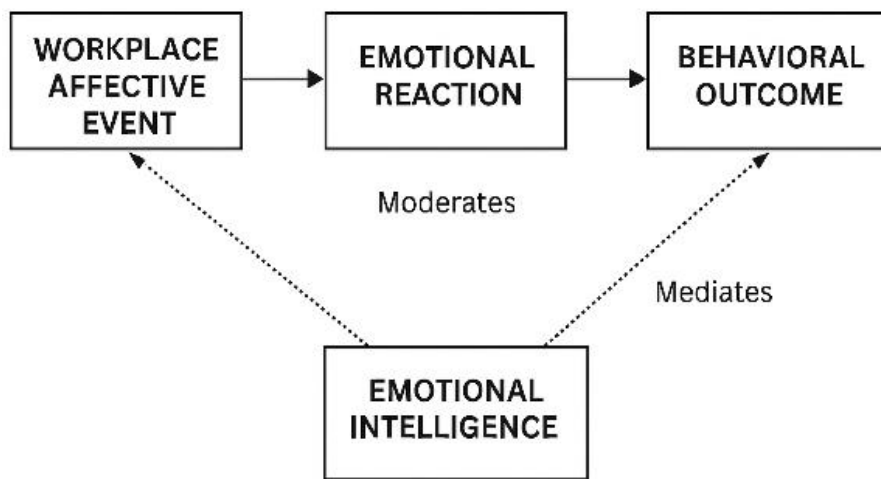 WORKPLACE
AFFECTIVE
EVENT
EMOTIONAL
REACTION
BEHAVIORAL
OUTCOME
Moderates
Mediates
EMOTIONAL
INTELLIGENCE